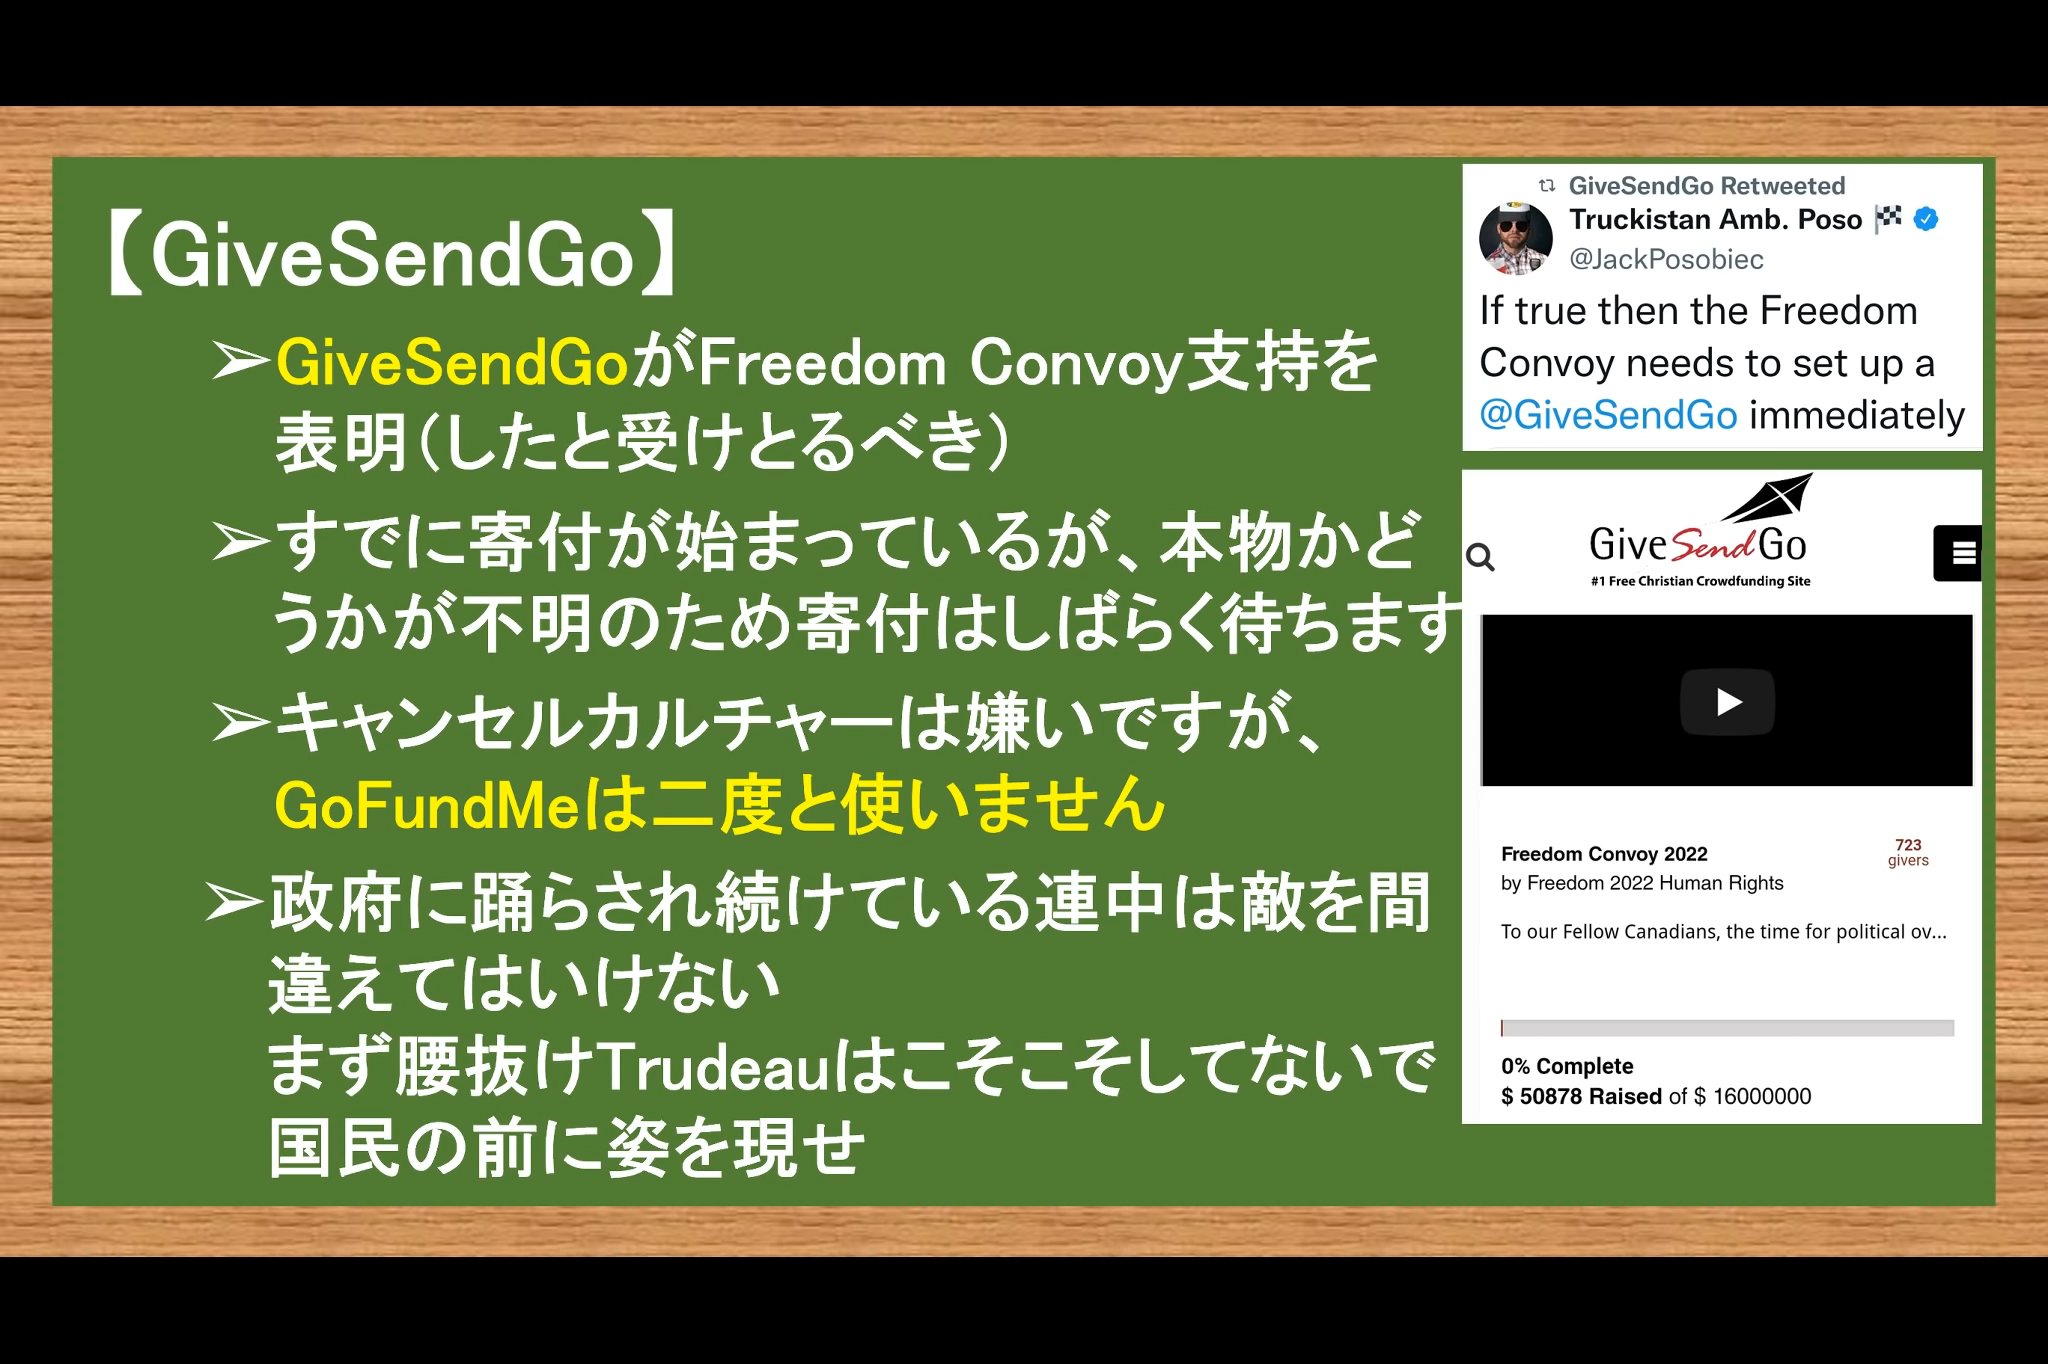 【GiveSendGo】
➢GiveSendGoがFreedom Convoy支持を
表明（したと受けとるべき）
➢すでに寄付が始まっているが、本物かど
うかが不明のため寄付はしばらく待ちます
➢キャンセルカルチャーは嫌いですが、
GoFundMeは二度と使いません
➢政府に踊らされ続けている連中は敵を間
違えてはいけない
まず腰抜けTrudeauはこそこそしてないで
国民の前に姿を現せ
GiveSendGo Retweeted
Truckistan Amb. Poso
@JackPosobiec
If true then the Freedom
Convoy needs to set up a
@GiveSendGo immediately
GiveSendGo
#1 Free Christian Crowdfunding Site
Freedom Convoy 2022
723
givers
by Freedom 2022 Human Rights
To our Fellow Canadians, the time for political ov...
0% Complete
$ 50878 Raised of $ 16000000